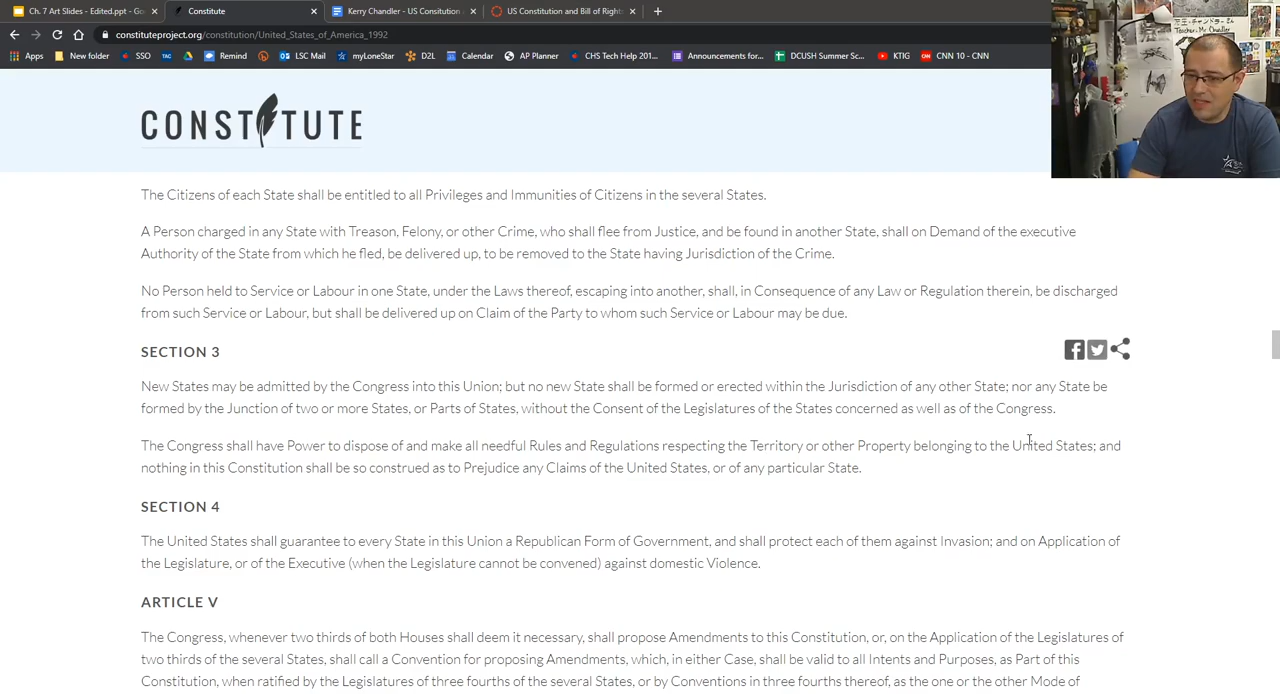 Ch. 7 Art Slides - Edited.ppt - Go
Constitute
Kerry Chandler - US Consitution
US Constitution and Bill of Right
constituteproject.org/constitution/United_States_of_America_1992
Apps
New folder
SSO
TAC
Remind
LSC Mail
myLoneStar
D2L
Calendar
AP Planner
CHS Tech Help 201...
Announcements for...
DCUSH Summer Sc...
KTIG
CNN 10 - CNN
Teacher: Mr. Chandler
CONSTITUTE
The Citizens of each State shall be entitled to all Privileges and Immunities of Citizens in the several States.
A Person charged in any State with Treason, Felony, or other Crime, who shall flee from Justice, and be found in another State, shall on Demand of the executive
Authority of the State from which he fled, be delivered up, to be removed to the State having Jurisdiction of the Crime.
No Person held to Service or Labour in one State, under the Laws thereof, escaping into another, shall, in Consequence of any Law or Regulation therein, be discharged
from such Service or Labour, but shall be delivered up on Claim of the Party to whom such Service or Labour may be due.
SECTION 3
New States may be admitted by the Congress into this Union; but no new State shall be formed or erected within the Jurisdiction of any other State; nor any State be
formed by the Junction of two or more States, or Parts of States, without the Consent of the Legislatures of the States concerned as well as of the Congress.
The Congress shall have Power to dispose of and make all needful Rules and Regulations respecting the Territory or other Property belonging to the United States; and
nothing in this Constitution shall be so construed as to Prejudice any Claims of the United States, or of any particular State.
SECTION 4
The United States shall guarantee to every State in this Union a Republican Form of Government, and shall protect each of them against Invasion; and on Application of
the Legislature, or of the Executive (when the Legislature cannot be convened) against domestic Violence.
ARTICLE V
The Congress, whenever two thirds of both Houses shall deem it necessary, shall propose Amendments to this Constitution, or, on the Application of the Legislatures of
two thirds of the several States, shall call a Convention for proposing Amendments, which, in either Case, shall be valid to all Intents and Purposes, as Part of this
Constitution, when ratified by the Legislatures of three fourths of the several States, or by Conventions in three fourths thereof, as the one or the other Mode of